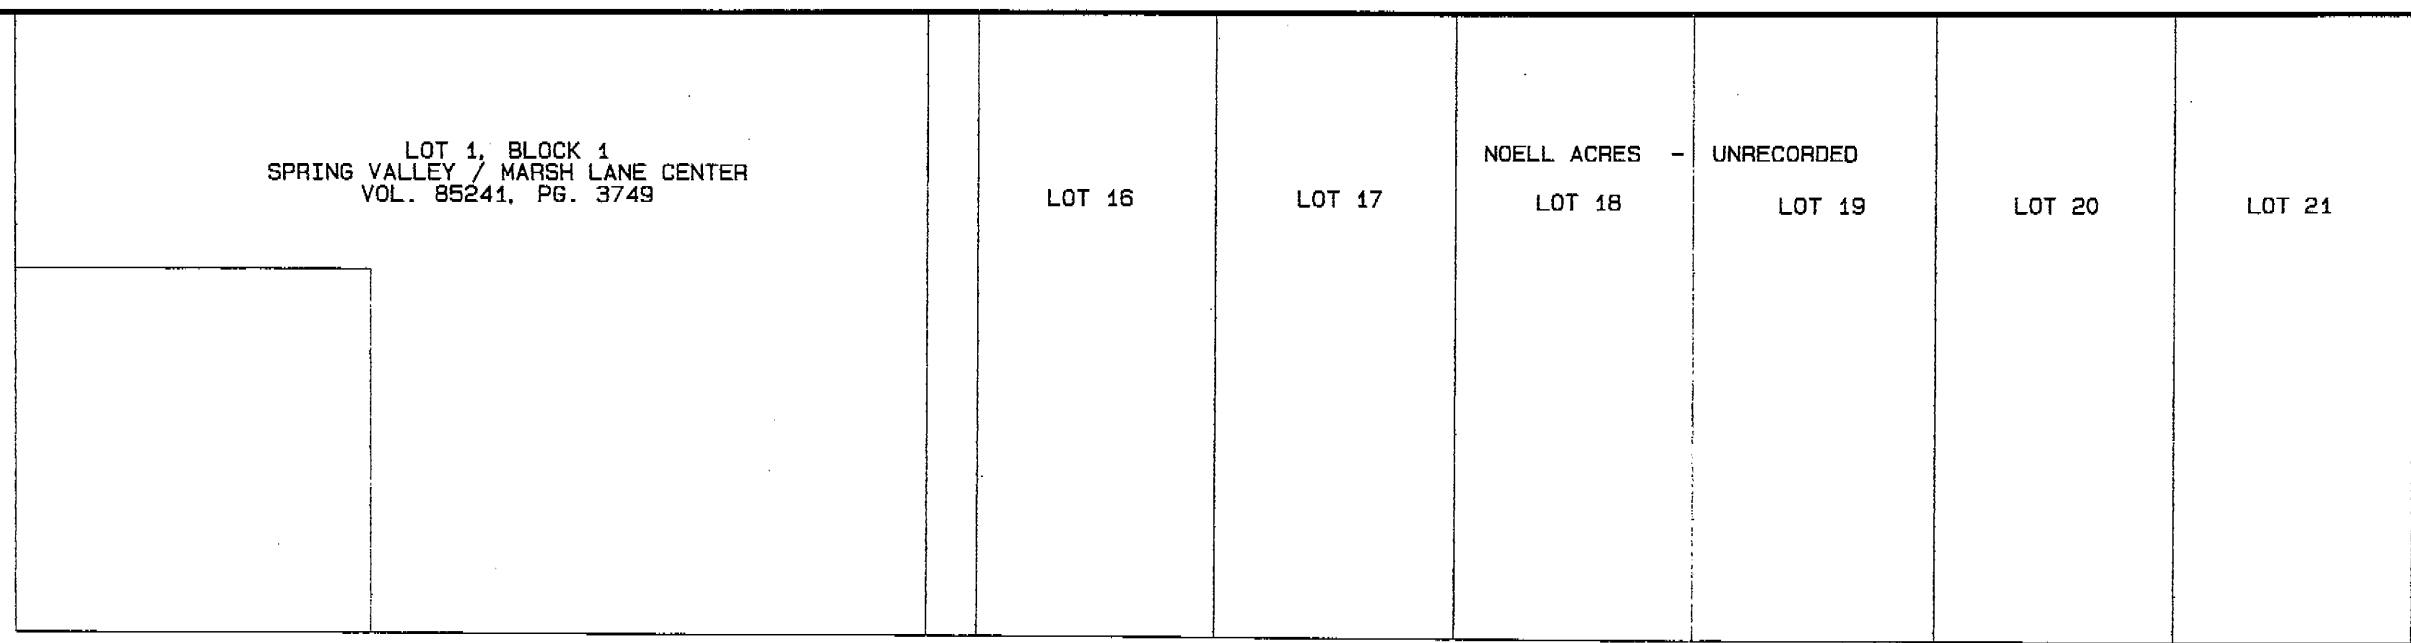 LOT 1, BLOCK 1
SPRING VALLEY / MARSH LANE CENTER
VOL. 85241, PG. 3749
NOELL ACRES - UNRECORDED
LOT 16
LOT 17
LOT 18
LOT 19
LOT 20
LOT 21